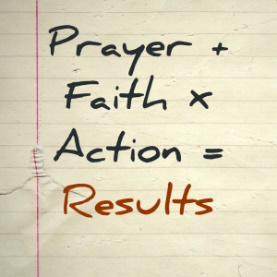 Prayer +
Faith x
Action =
Results